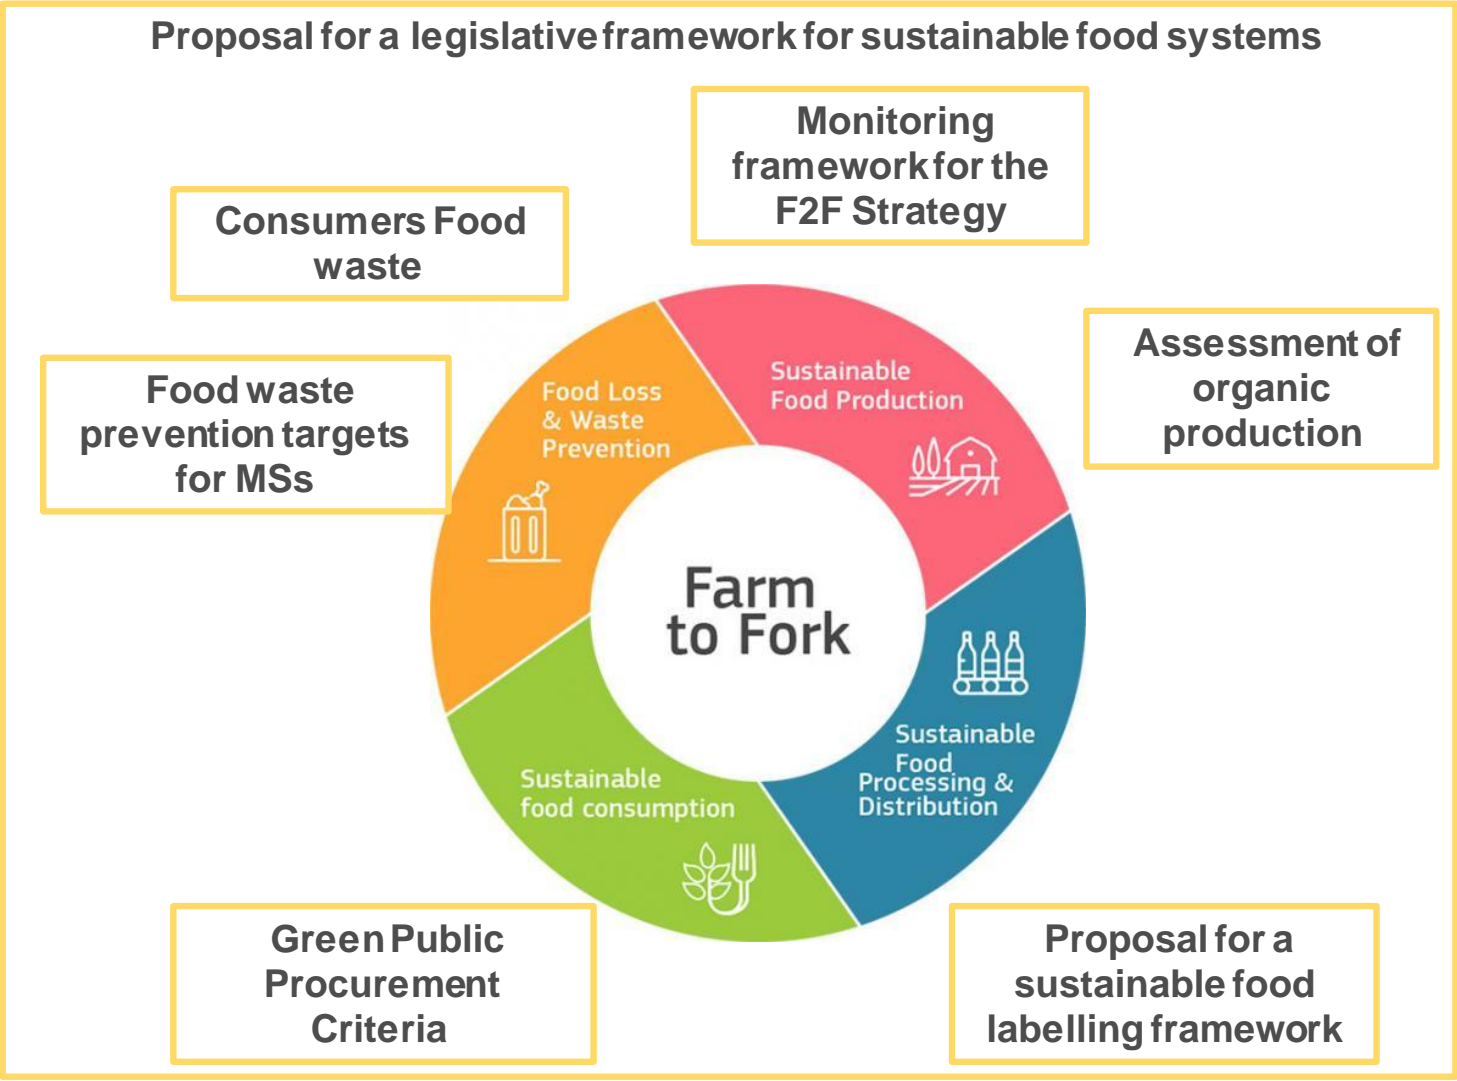 Proposal for a legislative framework for sustainable food systems
Monitoring
framework for the
F2F Strategy
Consumers Food
waste
Assessment of
organic
production
Food waste
prevention targets
for MSs
Food Loss
& Waste
Prevention
Sustainable
Food Production
Farm
to Fork
Sustainable
Food
Processing &
Distribution
Sustainable
food consumption
Green Public
Procurement
Criteria
Proposal for a
sustainable food
labelling framework